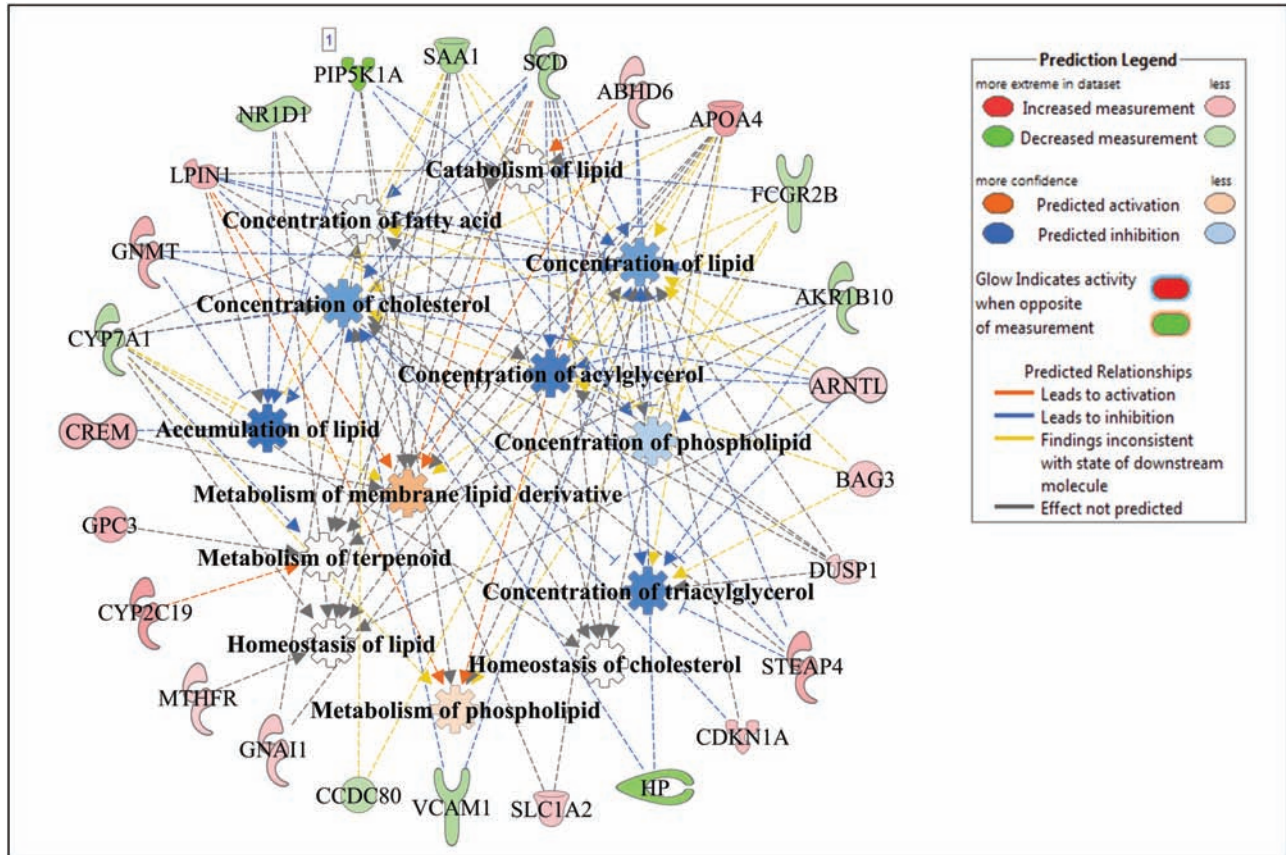 1
PIP5K1A
SAA1
SCD
ABHD6
APOA4
NR1D1
LPIN1
FCGR2B
GNMT
AKR1B10
CYP7A1
ARNTL
CREM
BAG3
GPC3
DUSP1
CYP2C19
STEAP4
MTHFR
CDKN1A
GNAI1
HP
CCDC80
VCAM1
SLC1A2
Catabolism of lipid
Concentration of fatty acid
Concentration of lipid
Concentration of cholesterol
Concentration of acylglycerol
Accumulation of lipid
Concentration of phospholipid
Metabolism of membrane lipid derivative
Metabolism of terpenoid
Concentration of triacylglycerol
Homeostasis of lipid
Homeostasis of cholesterol
Metabolism of phospholipid
Prediction Legend
more extreme in dataset less
Increased measurement
Decreased measurement
more confidence less
Predicted activation
Predicted inhibition
Glow Indicates activity
when opposite
of measurement
Predicted Relationships
Leads to activation
Leads to inhibition
Findings inconsistent
with state of downstream
molecule
Effect not predicted